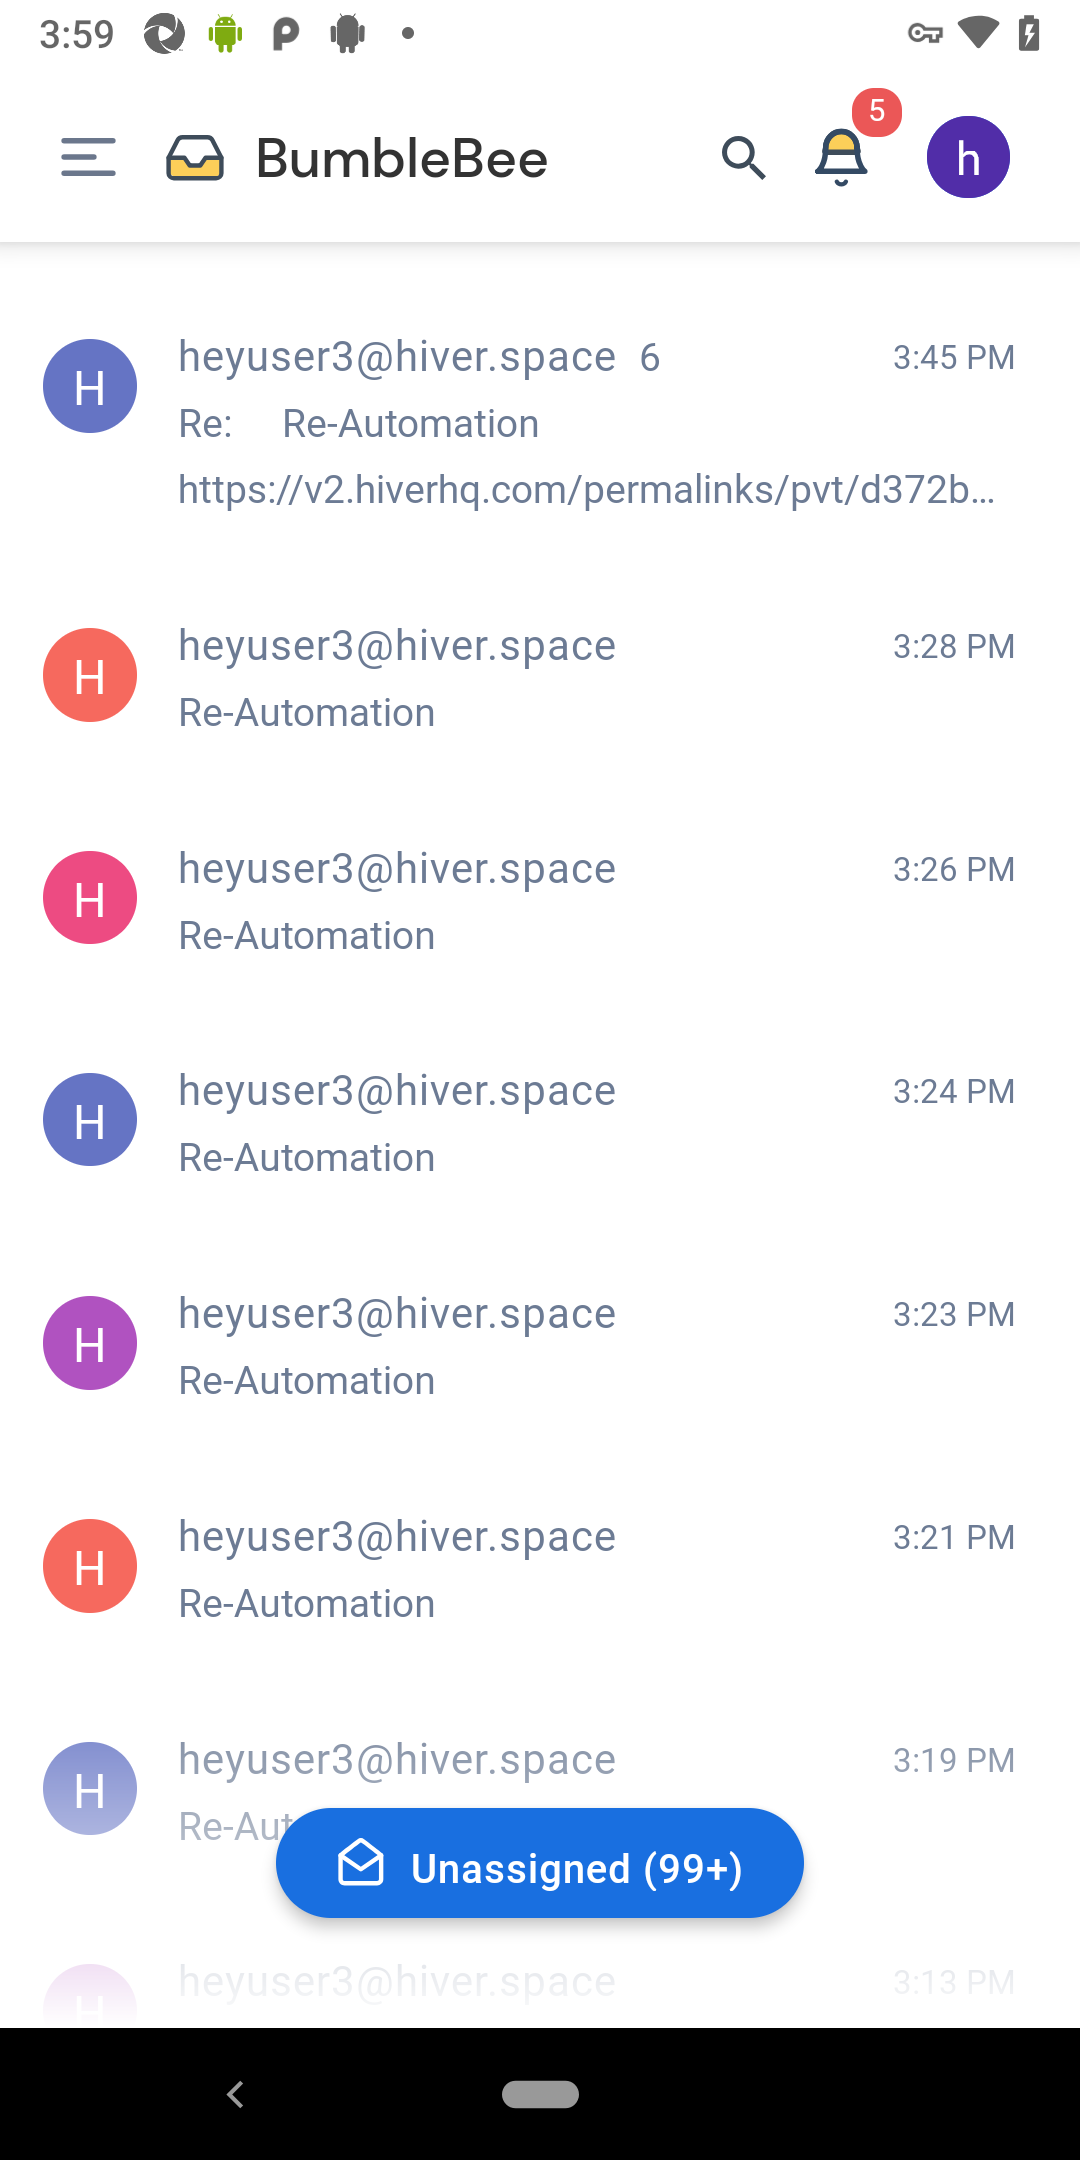 3:59
BumbleBee
5
h
H
heyuser3@hiver.space 6
3:45 PM
Re: Re-Automation
https://v2.hiverhq.com/permalinks/pvt/d372b...
H
heyuser3@hiver.space
3:28 PM
Re-Automation
H
heyuser3@hiver.space
3:26 PM
Re-Automation
H
heyuser3@hiver.space
3:24 PM
Re-Automation
H
heyuser3@hiver.space
3:23 PM
Re-Automation
H
heyuser3@hiver.space
3:21 PM
Re-Automation
H
heyuser3@hiver.space
3:19 PM
Re-Aut
Unassigned (99+)
H
heyuser3@hiver.space
3:13 PM